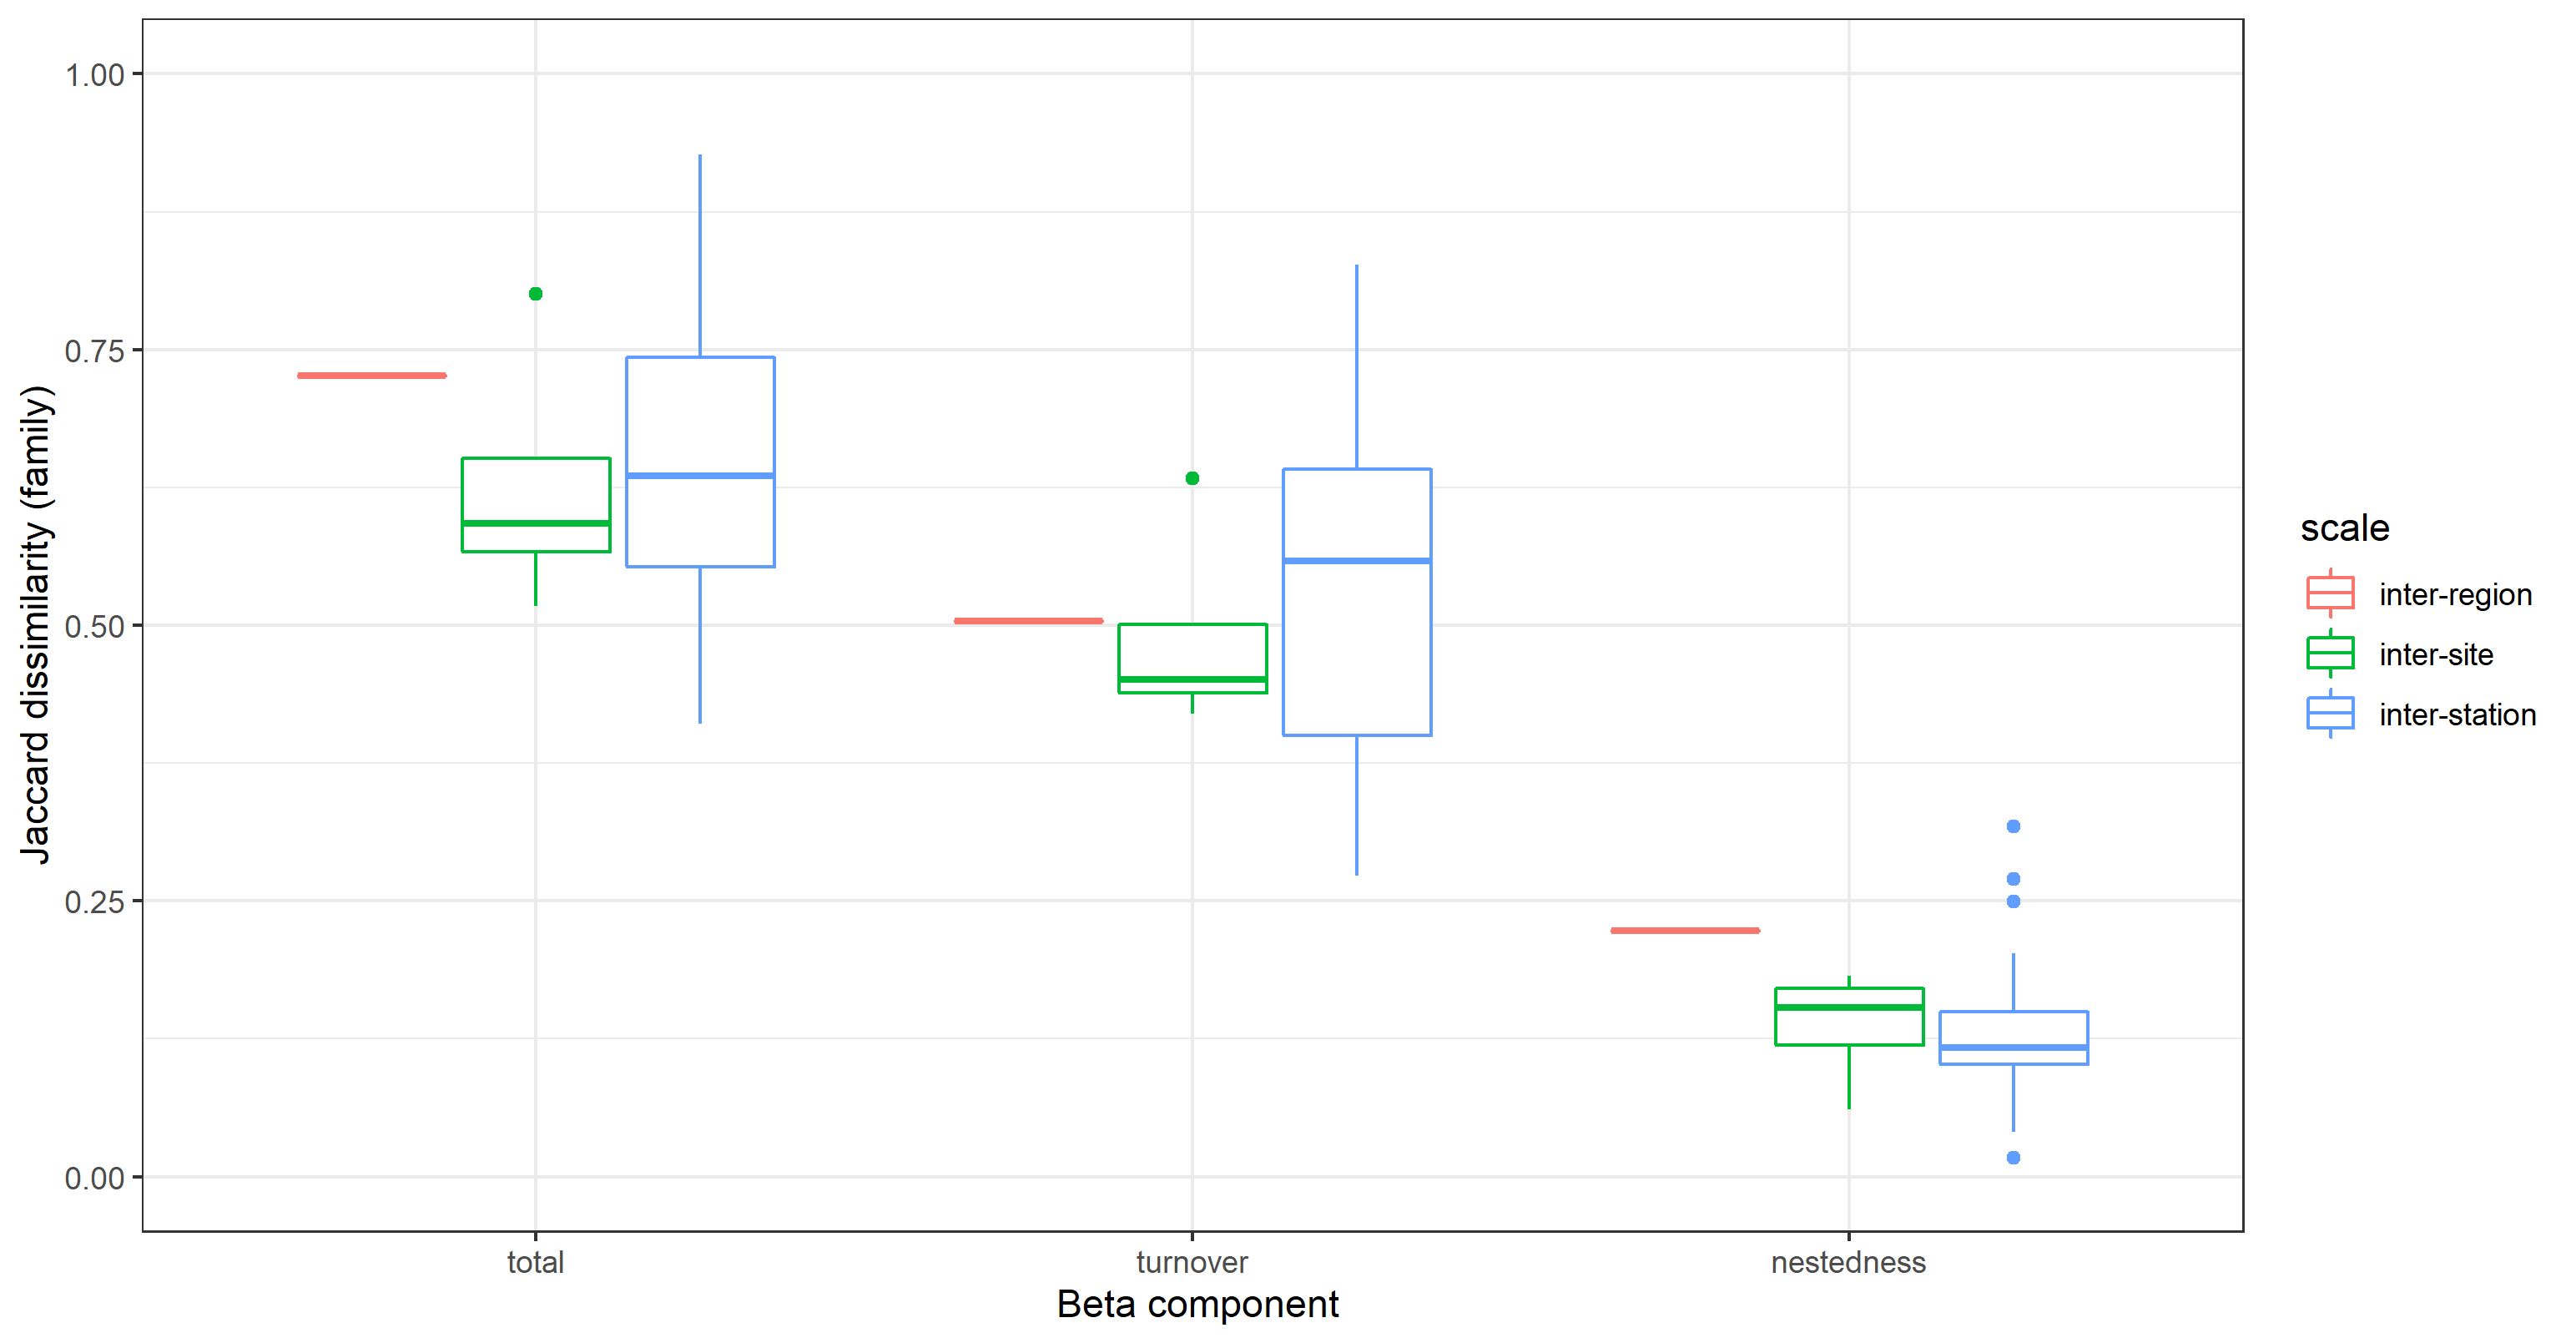 Jaccard dissimilarity (family)
1.00
0.75
0.50
0.25
0.00
total
turnover
nestedness
Beta component
scale
inter-region
inter-site
inter-station